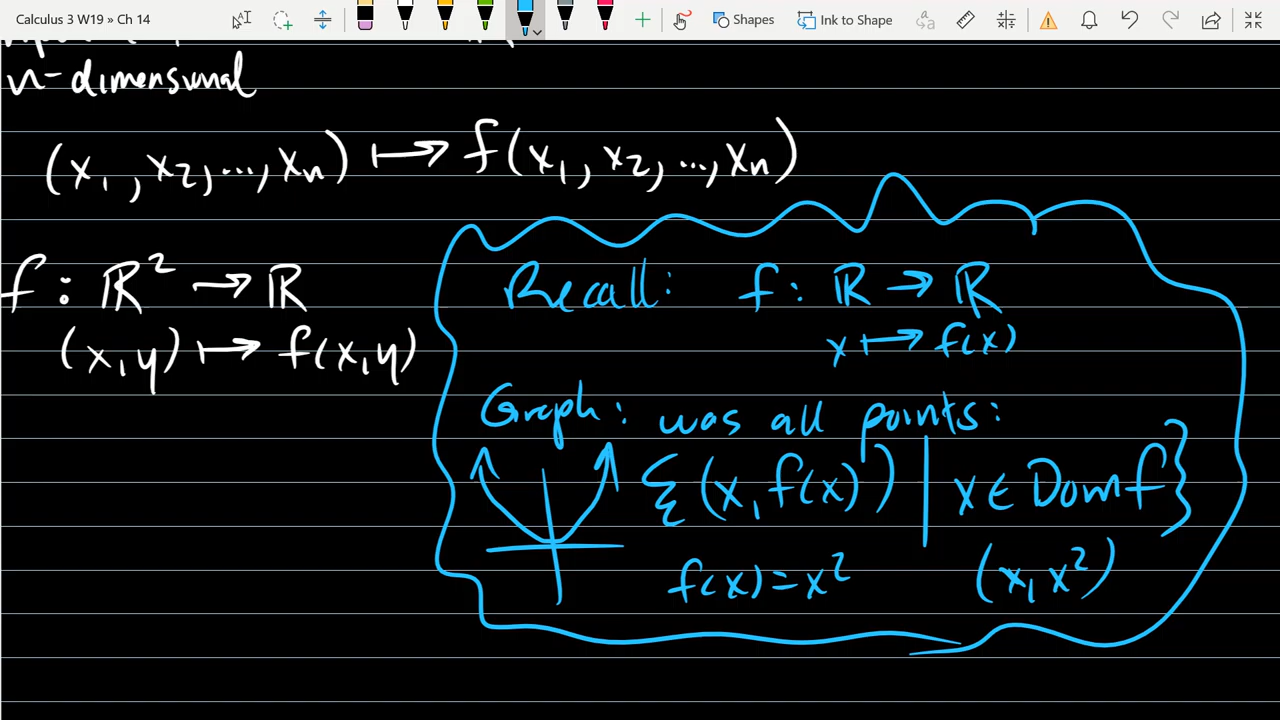 Calculus 3 W19 » Ch 14
Shapes
Ink to Shape
n-dimensional
(x₁, x₂, ..., xₙ) ↦ f(x₁, x₂, ..., xₙ)
f : ℝ² → ℝ
(x,y) ↦ f(x,y)
Recall: f : ℝ → ℝ
x ↦ f(x)
Graph: was all points:
{(x, f(x)) | x ∈ Dom f}
f(x) = x² (x, x²)